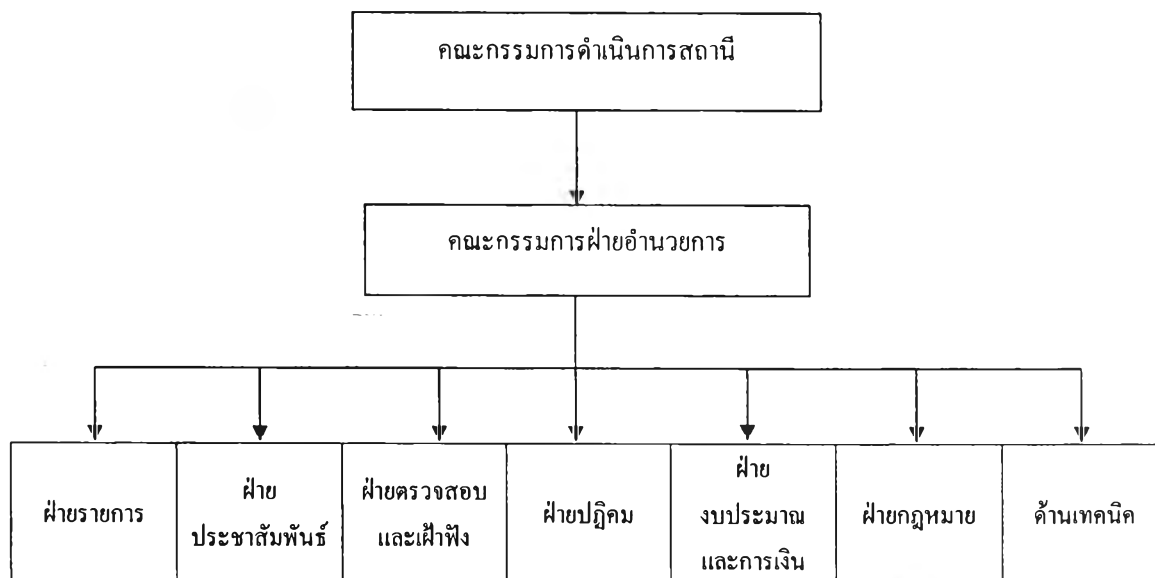 คณะกรรมการดำเนินการสถานี
คณะกรรมการฝ่ายอำนวยการ
ฝ่ายรายการ
ฝ่าย
ประชาสัมพันธ์
ฝ่ายตรวจสอบ
และเฝ้าฟัง
ฝ่ายปฏิคม
ฝ่าย
งบประมาณ
และการเงิน
ฝ่ายกฎหมาย
ด้านเทคนิค